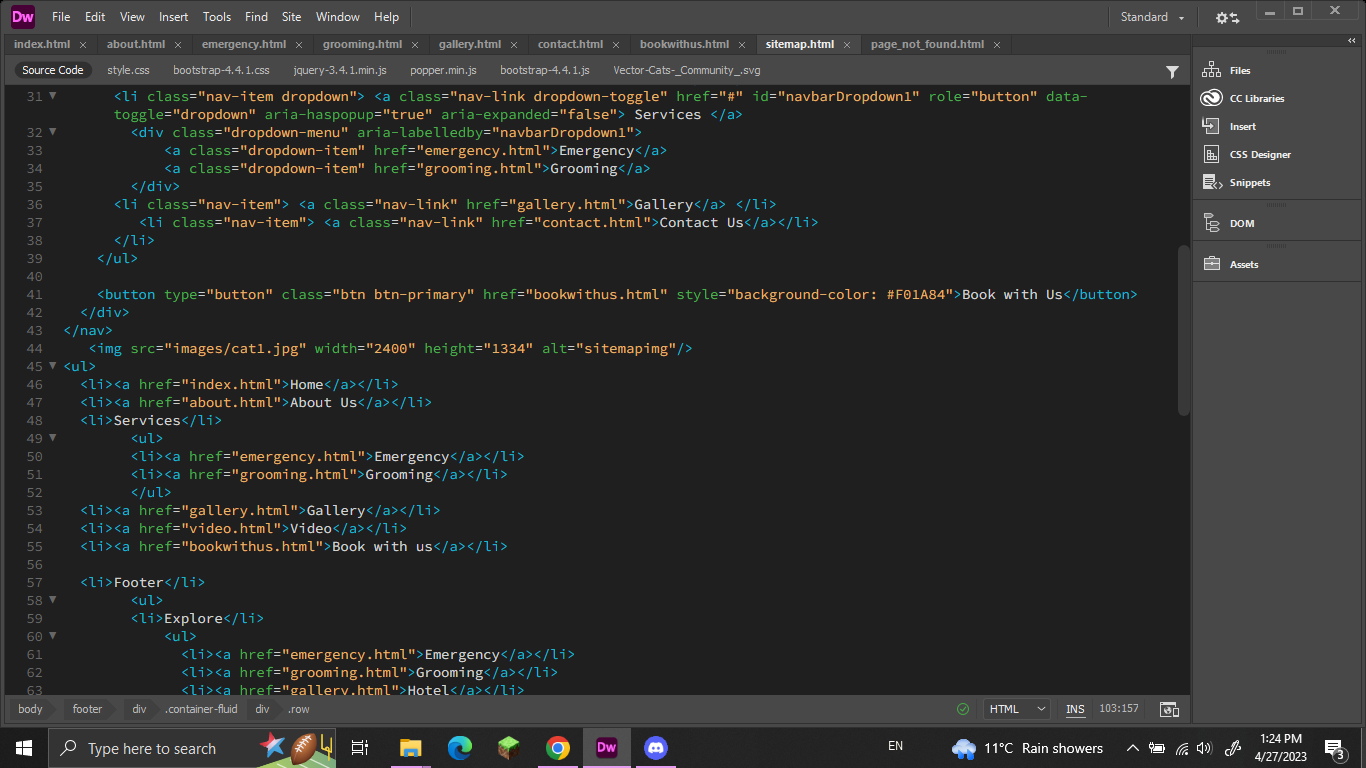 Dw File Edit View Insert Tools Find Site Window Help Standard
index.html × about.html × emergency.html × grooming.html × gallery.html × contact.html × bookwithus.html × sitemap.html × page_not_found.html ×
Source Code style.css bootstrap-4.4.1.css jquery-3.4.1.min.js popper.min.js bootstrap-4.4.1.js Vector-Cats-_Community_.svg
31 <li class="nav-item dropdown"> <a class="nav-link dropdown-toggle" href="#" id="navbarDropdown1" role="button" data-
toggle="dropdown" aria-haspopup="true" aria-expanded="false"> Services </a>
32 <div class="dropdown-menu" aria-labelledby="navbarDropdown1">
33 <a class="dropdown-item" href="emergency.html">Emergency</a>
34 <a class="dropdown-item" href="grooming.html">Grooming</a>
35 </div>
36 <li class="nav-item"> <a class="nav-link" href="gallery.html">Gallery</a> </li>
37 <li class="nav-item"> <a class="nav-link" href="contact.html">Contact Us</a></li>
38 </li>
39 </ul>
40
41 <button type="button" class="btn btn-primary" href="bookwithus.html" style="background-color: #F01A84">Book with Us</button>
42 </div>
43 </nav>
44 <img src="images/cat1.jpg" width="2400" height="1334" alt="sitemapimg"/>
45 <ul>
46 <li><a href="index.html">Home</a></li>
47 <li><a href="about.html">About Us</a></li>
48 <li>Services</li>
49 <ul>
50 <li><a href="emergency.html">Emergency</a></li>
51 <li><a href="grooming.html">Grooming</a></li>
52 </ul>
53 <li><a href="gallery.html">Gallery</a></li>
54 <li><a href="video.html">Video</a></li>
55 <li><a href="bookwithus.html">Book with us</a></li>
56
57 <li>Footer</li>
58 <ul>
59 <li>Explore</li>
60 <ul>
61 <li><a href="emergency.html">Emergency</a></li>
62 <li><a href="grooming.html">Grooming</a></li>
63 <li><a href="gallery.html">Hotel</a></li>
Files
CC Libraries
Insert
CSS Designer
Snippets
DOM
Assets
body footer div .container-fluid div .row HTML INS 103:157
Type here to search Dw EN 11°C Rain showers 1:24 PM
4/27/2023 3